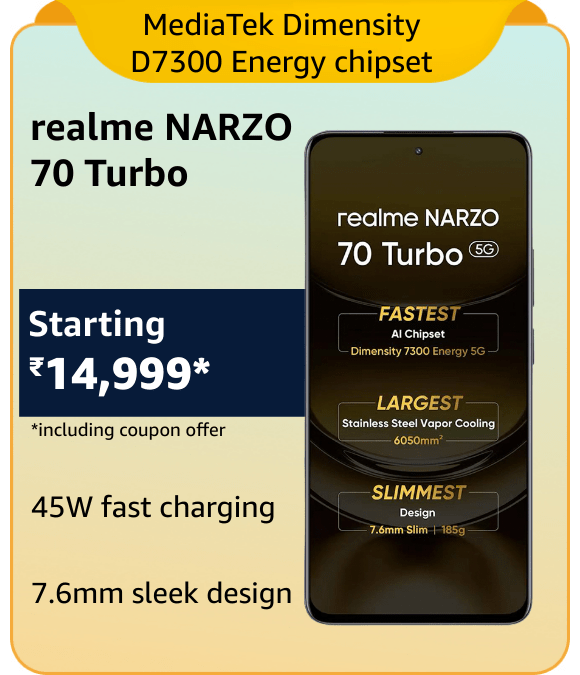 MediaTek Dimensity
D7300 Energy chipset
realme NARZO
70 Turbo
Starting
₹14,999*
*including coupon offer
45W fast charging
7.6mm sleek design
realme NARZO
70 Turbo 5G
FASTEST
AI Chipset
Dimensity 7300 Energy 5G
LARGEST
Stainless Steel Vapor Cooling
6050mm²
SLIMMEST
Design
7.6mm Slim | 185g